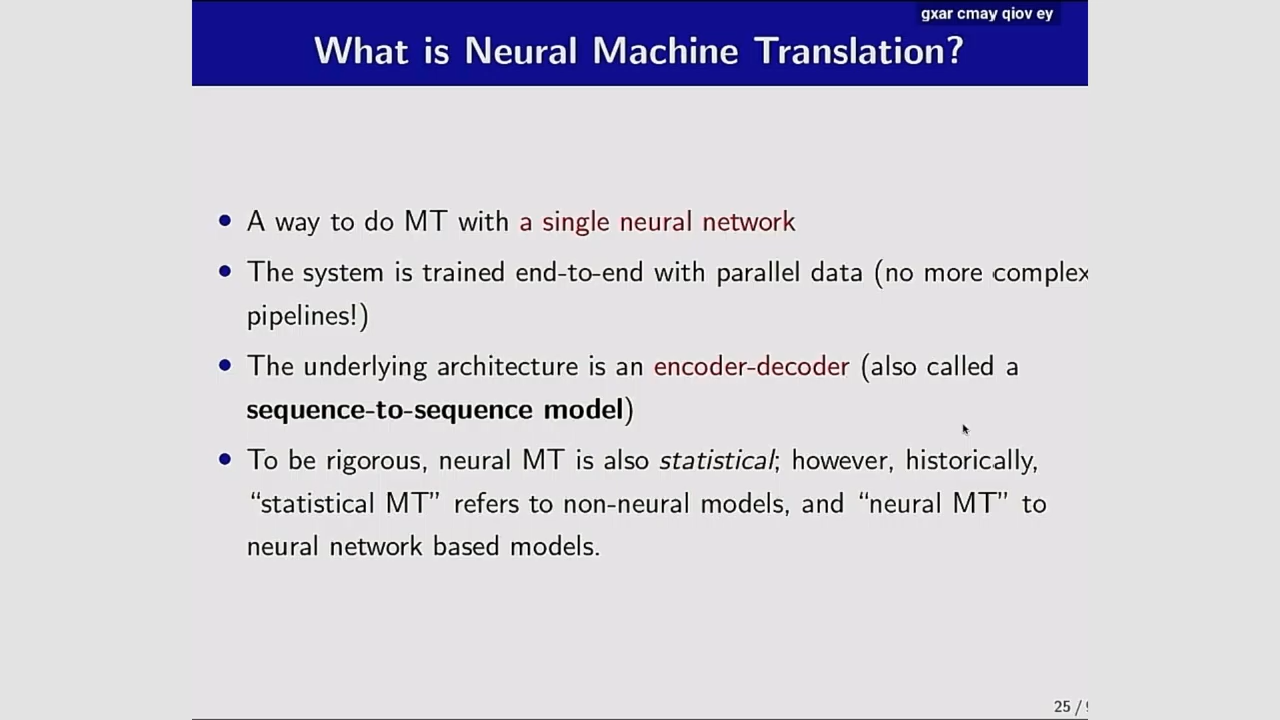 gxar cmay qiov ey
What is Neural Machine Translation?
• A way to do MT with a single neural network
• The system is trained end-to-end with parallel data (no more complex
pipelines!)
• The underlying architecture is an encoder-decoder (also called a
sequence-to-sequence model)
• To be rigorous, neural MT is also statistical; however, historically,
“statistical MT” refers to non-neural models, and “neural MT” to
neural network based models.
25 /